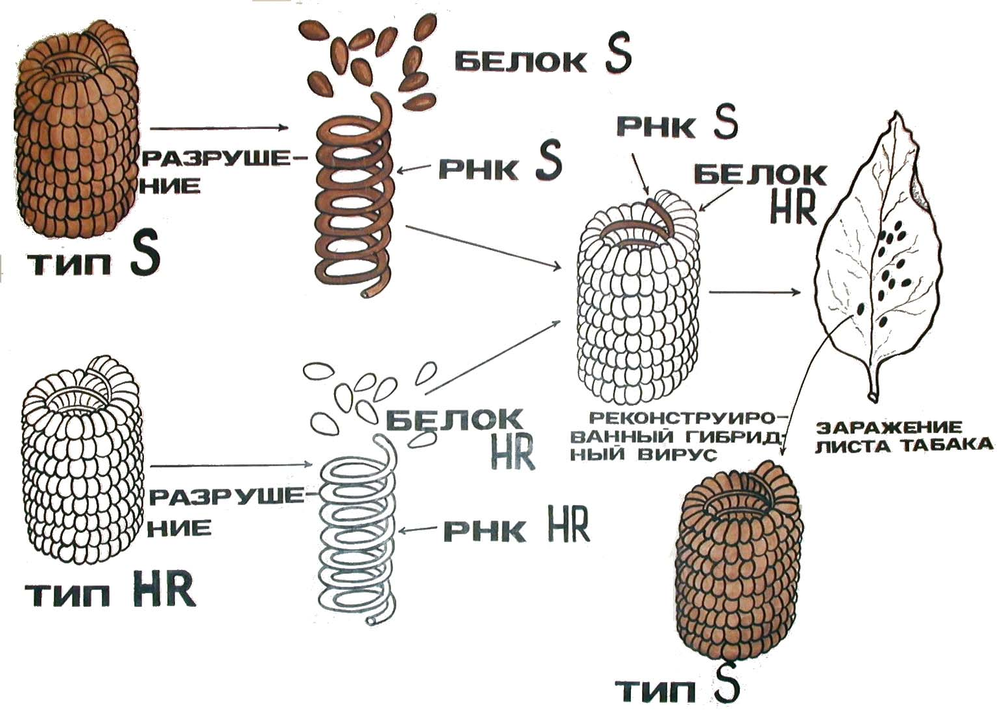 БЕЛОК S
РНК S
БЕЛОК
HR
РНК S
РАЗРУШЕ-
НИЕ
ТИП S
БЕЛОК
HR
РЕКОНСТРУИРО-
ВАННЫЙ ГИБРИД-
НЫЙ ВИРУС
ЗАРАЖЕНИЕ
ЛИСТА ТАБАКА
РАЗРУШЕ-
НИЕ
РНК HR
ТИП HR
ТИП S